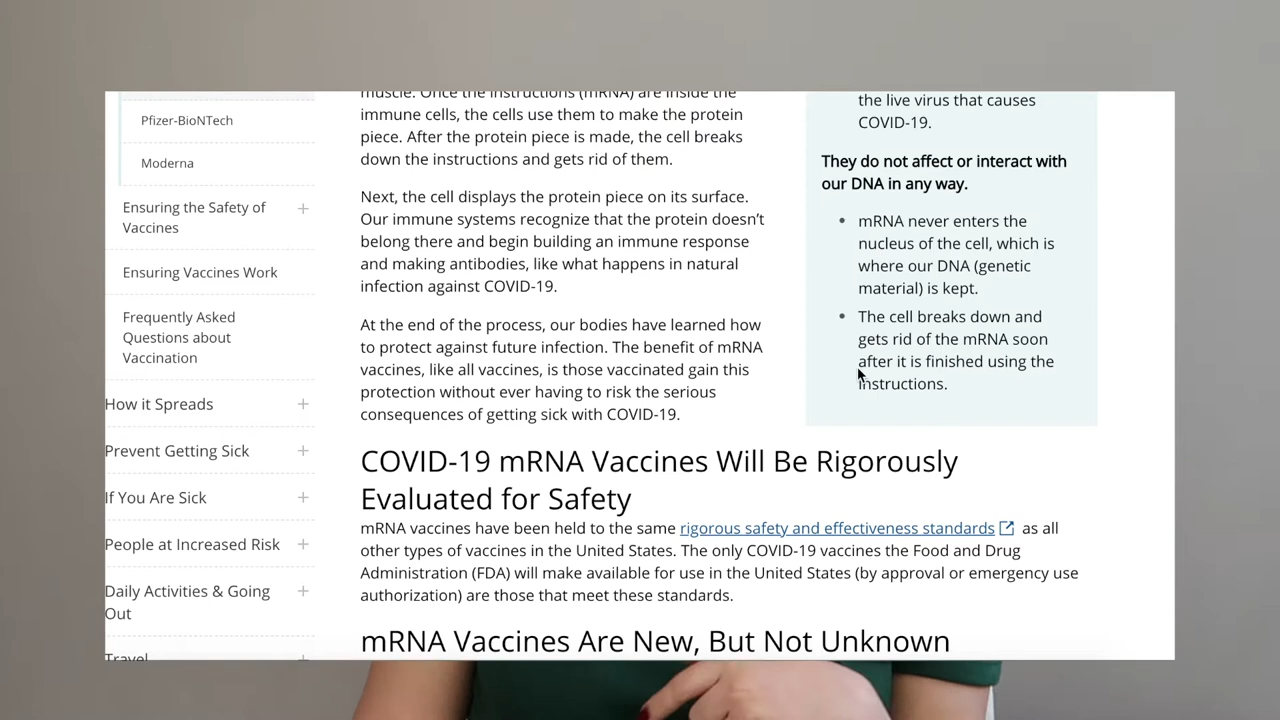 Pfizer-BioNTech
Moderna
Ensuring the Safety of
Vaccines
Ensuring Vaccines Work
Frequently Asked
Questions about
Vaccination
How it Spreads
Prevent Getting Sick
If You Are Sick
People at Increased Risk
Daily Activities & Going
Out
Travel
muscle. Once the instructions (mRNA) are inside the
immune cells, the cells use them to make the protein
piece. After the protein piece is made, the cell breaks
down the instructions and gets rid of them.
Next, the cell displays the protein piece on its surface.
Our immune systems recognize that the protein doesn’t
belong there and begin building an immune response
and making antibodies, like what happens in natural
infection against COVID-19.
At the end of the process, our bodies have learned how
to protect against future infection. The benefit of mRNA
vaccines, like all vaccines, is those vaccinated gain this
protection without ever having to risk the serious
consequences of getting sick with COVID-19.
the live virus that causes
COVID-19.
They do not affect or interact with
our DNA in any way.
• mRNA never enters the
nucleus of the cell, which is
where our DNA (genetic
material) is kept.
• The cell breaks down and
gets rid of the mRNA soon
after it is finished using the
instructions.
COVID-19 mRNA Vaccines Will Be Rigorously
Evaluated for Safety
mRNA vaccines have been held to the same rigorous safety and effectiveness standards as all
other types of vaccines in the United States. The only COVID-19 vaccines the Food and Drug
Administration (FDA) will make available for use in the United States (by approval or emergency use
authorization) are those that meet these standards.
mRNA Vaccines Are New, But Not Unknown